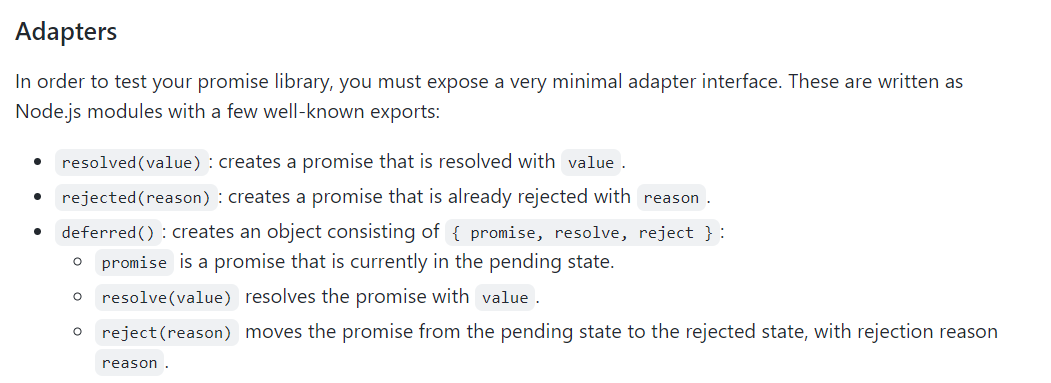 Adapters
In order to test your promise library, you must expose a very minimal adapter interface. These are written as
Node.js modules with a few well-known exports:
• resolved(value) : creates a promise that is resolved with value .
• rejected(reason) : creates a promise that is already rejected with reason .
• deferred() : creates an object consisting of { promise, resolve, reject } :
◦ promise is a promise that is currently in the pending state.
◦ resolve(value) resolves the promise with value .
◦ reject(reason) moves the promise from the pending state to the rejected state, with rejection reason
reason .